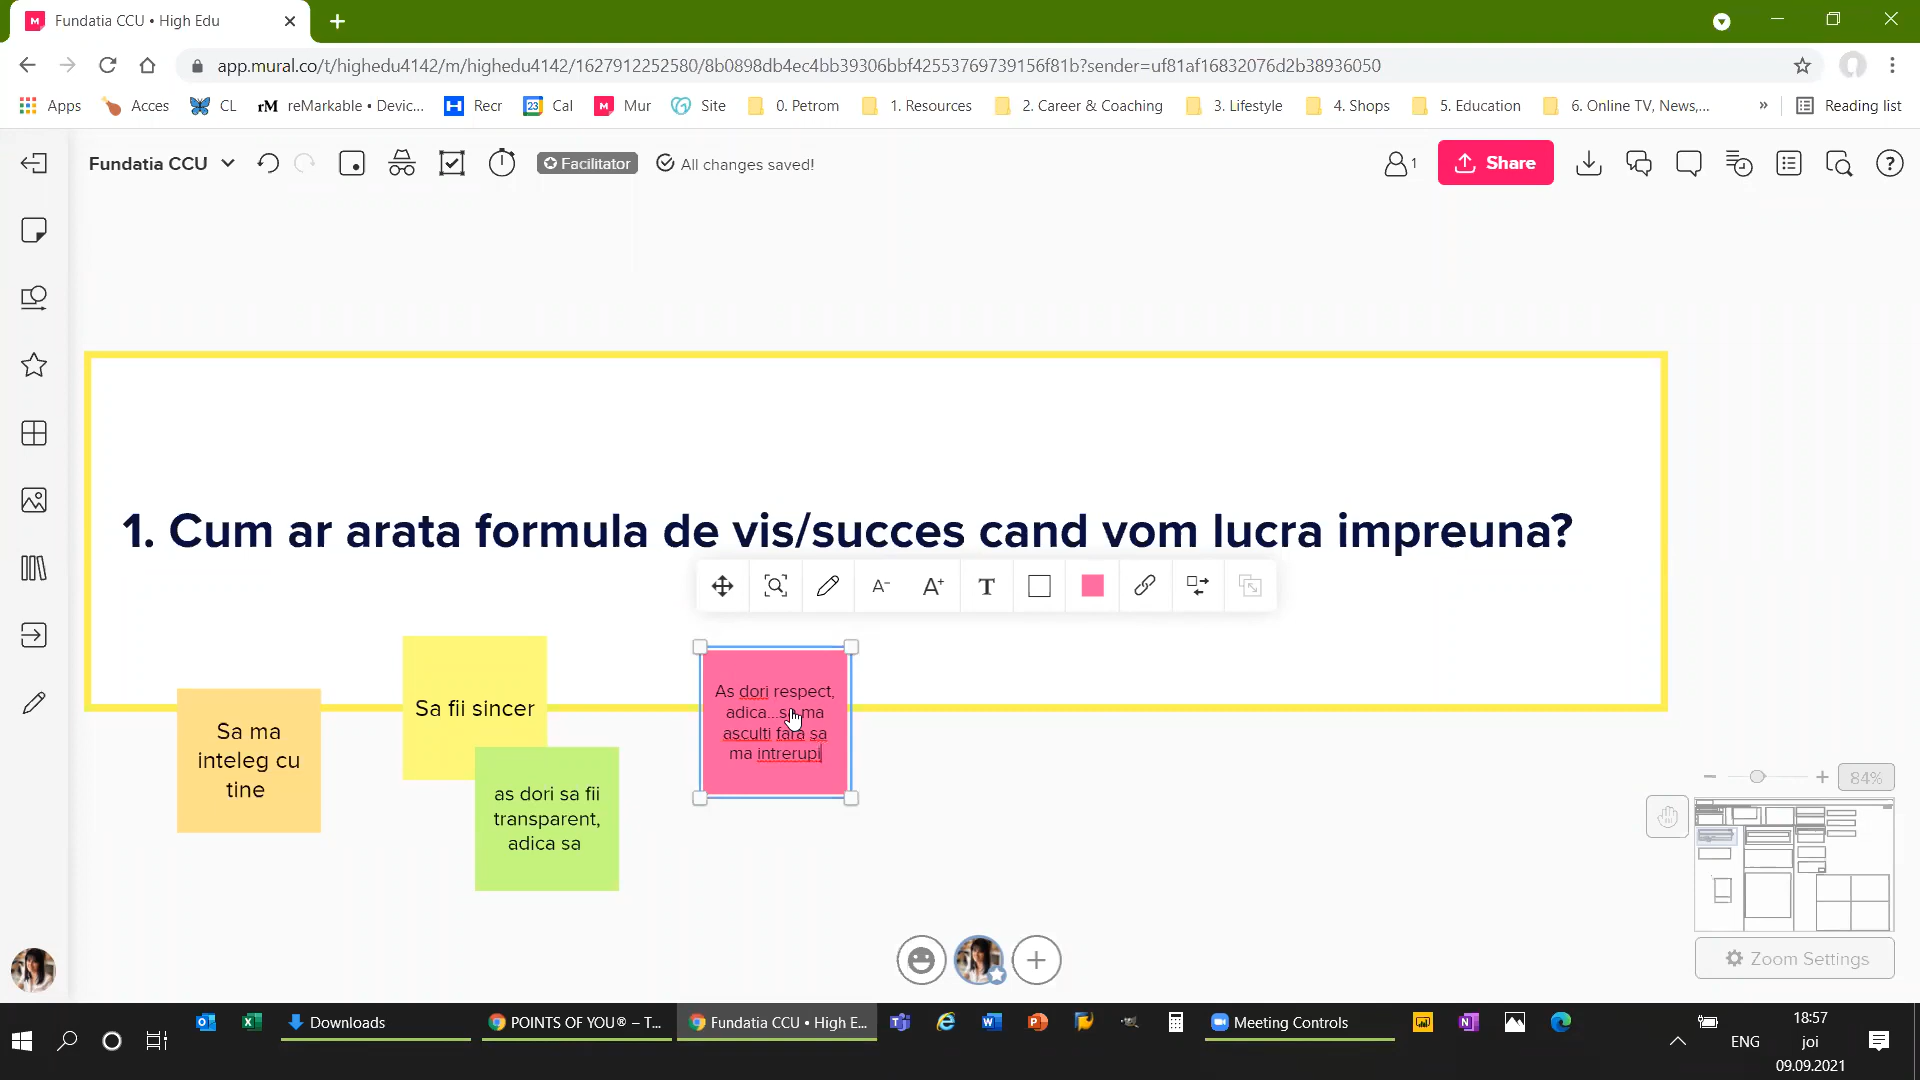 Fundatia CCU • High Edu
app.mural.co/t/highedu4142/m/highedu4142/1627912252580/8b0898db4ec4bb39306bbf42553769739156f81b?sender=uf81af16832076d2b38936050
Apps Acces CL rM reMarkable • Devic... Recr Cal Mur Site 0. Petrom 1. Resources 2. Career & Coaching 3. Lifestyle 4. Shops 5. Education 6. Online TV, News,... » Reading list
Fundatia CCU Facilitator All changes saved! 1 Share
1. Cum ar arata formula de vis/succes cand vom lucra impreuna?
Sa ma
inteleg cu
tine
Sa fii sincer
as dori sa fii
transparent,
adica sa
As dori respect,
adica...sa ma
asculti fara sa
ma intrerupi
84%
Zoom Settings
Downloads POINTS OF YOU® – T... Fundatia CCU • High E... Meeting Controls
ENG
18:57
joi
09.09.2021